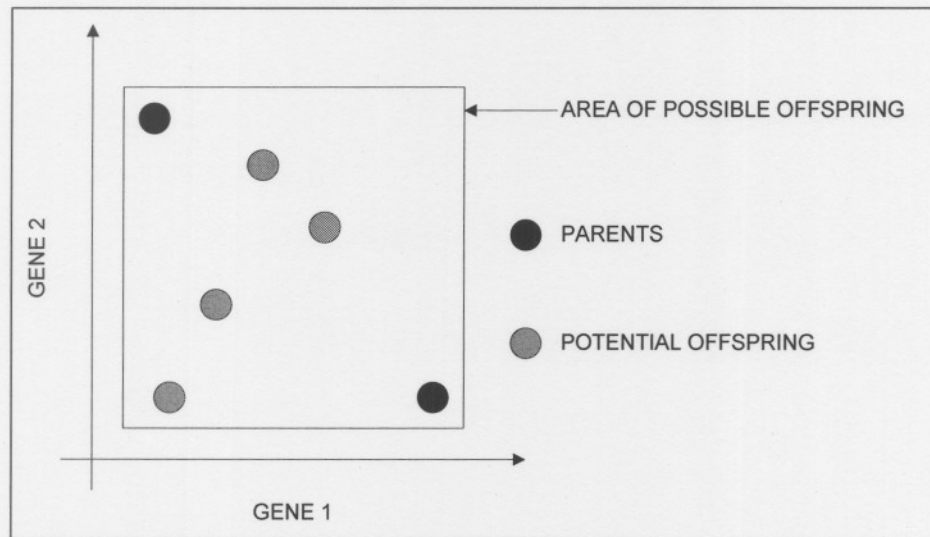 AREA OF POSSIBLE OFFSPRING
PARENTS
GENE 2
POTENTIAL OFFSPRING
GENE 1